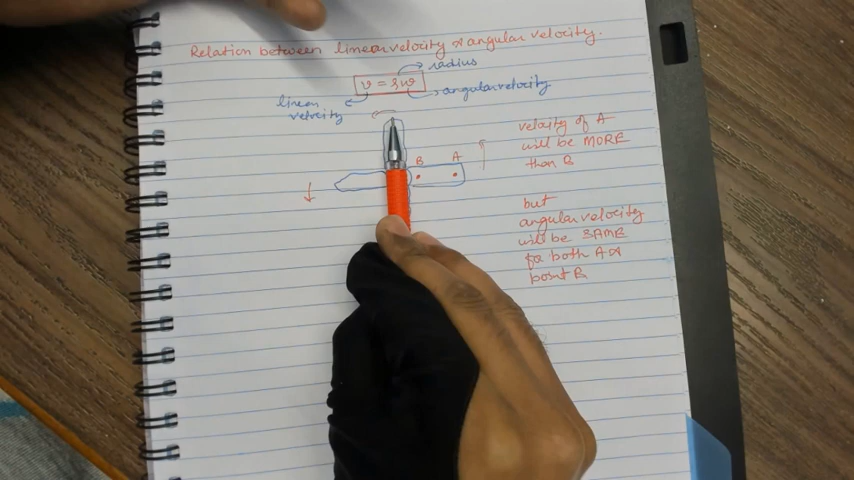 Relation between linear velocity & angular velocity.
radius
v = rω
angular velocity
linear
velocity
B A
velocity of A
will be MORE
than B
but
angular velocity
will be SAME
for both A &
point B